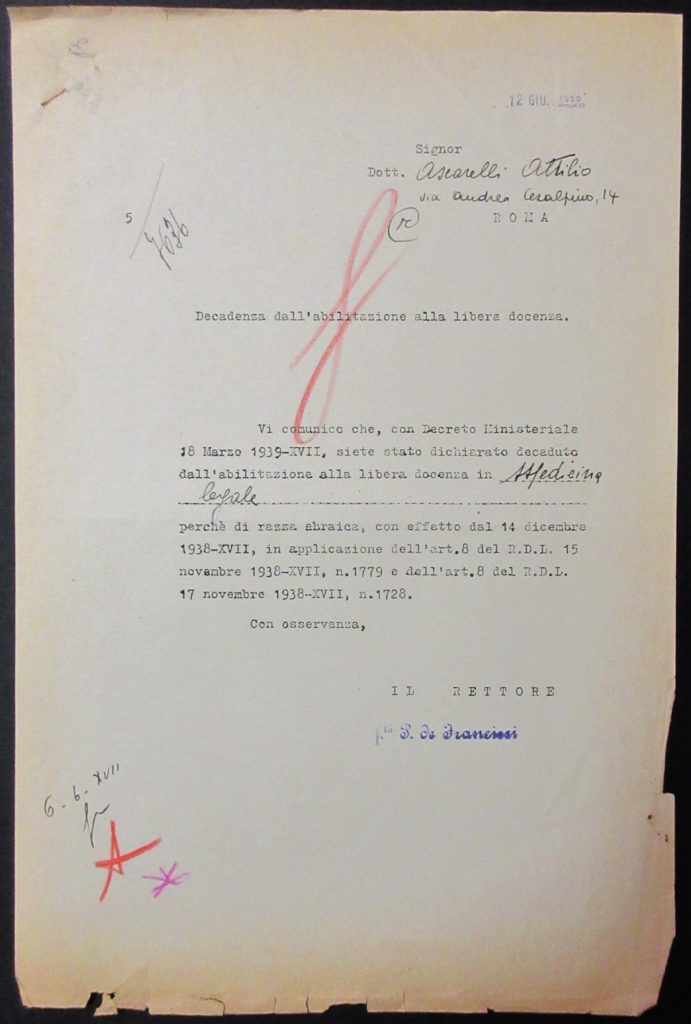 12 GIU. 1939
Signor
Dott. Ascarelli Attilio
via Andrea Cesalpino, 14
ROMA
5
7636
Decadenza dall'abilitazione alla libera docenza.
Vi comunico che, con Decreto Ministeriale
18 Marzo 1939-XVII, siete stato dichiarato decaduto
dall'abilitazione alla libera docenza in Medicina
legale
perchè di razza ebraica, con effetto dal 14 dicembre
1938-XVII, in applicazione dell'art.8 del R.D.L. 15
novembre 1938-XVII, n.1779 e dell'art.8 del R.D.L.
17 novembre 1938-XVII, n.1728.
Con osservanza,
IL RETTORE
f.to P. de Francisci
6-6-XVII
A